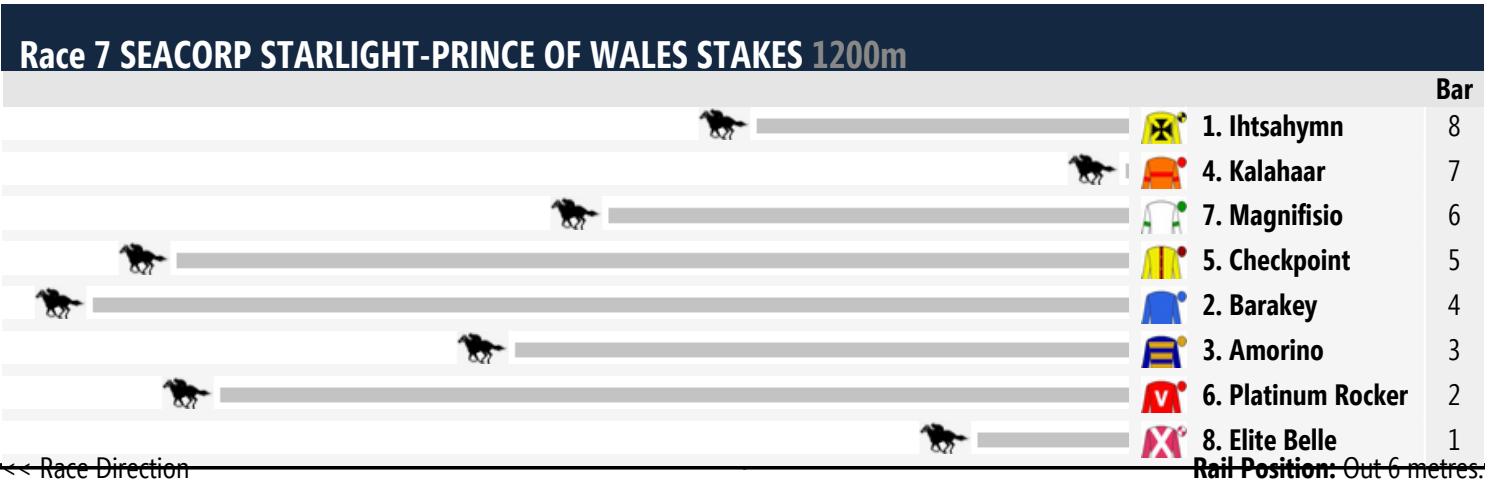 Race 7 SEACORP STARLIGHT-PRINCE OF WALES STAKES 1200m
Bar
1. Ihtsahymn 8
4. Kalahaar 7
7. Magnifisio 6
5. Checkpoint 5
2. Barakey 4
3. Amorino 3
V 6. Platinum Rocker 2
8. Elite Belle 1
<< Race Direction Rail Position: Out 6 metres.